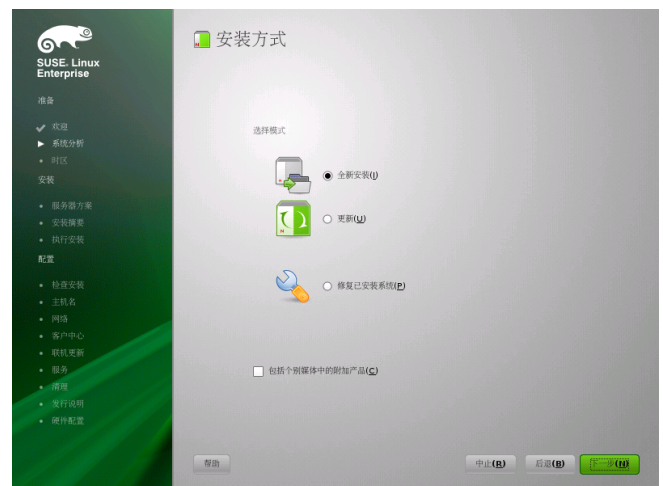 SUSE. Linux
Enterprise
准备
欢迎
系统分析
时区
安装
服务器方案
安装摘要
执行安装
配置
检查安装
主机名
网络
客户中心
联机更新
服务
清理
发行说明
硬件配置
安装方式
选择模式
全新安装(I)
更新(U)
修复已安装系统(P)
包括个别媒体中的附加产品(C)
帮助
中止(R)
后退(B)
下一步(N)